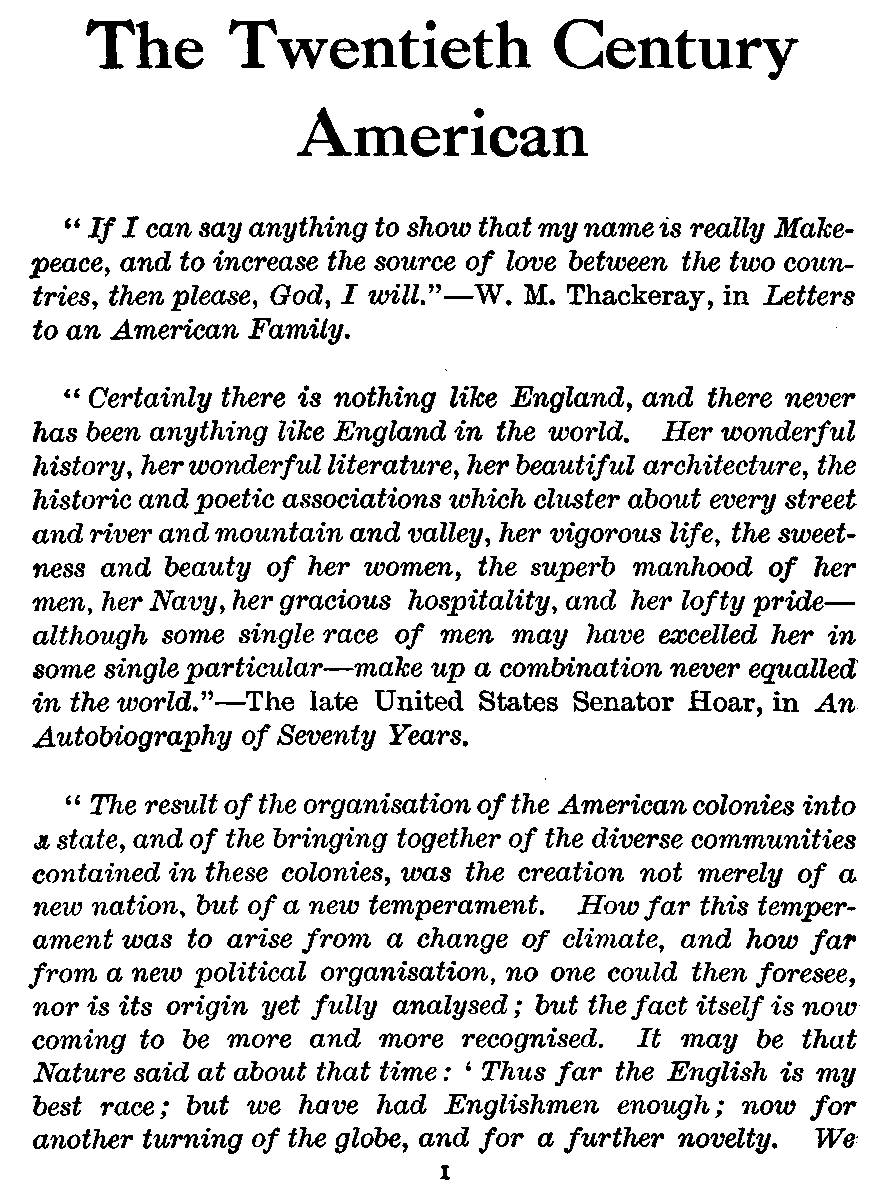 The Twentieth Century
American
“ If I can say anything to show that my name is really Make-
peace, and to increase the source of love between the two coun-
tries, then please, God, I will.”—W. M. Thackeray, in Letters
to an American Family.
“ Certainly there is nothing like England, and there never
has been anything like England in the world. Her wonderful
history, her wonderful literature, her beautiful architecture, the
historic and poetic associations which cluster about every street
and river and mountain and valley, her vigorous life, the sweet-
ness and beauty of her women, the superb manhood of her
men, her Navy, her gracious hospitality, and her lofty pride—
although some single race of men may have excelled her in
some single particular—make up a combination never equalled
in the world.”—The late United States Senator Hoar, in An
Autobiography of Seventy Years.
“ The result of the organisation of the American colonies into
a state, and of the bringing together of the diverse communities
contained in these colonies, was the creation not merely of a
new nation, but of a new temperament. How far this temper-
ament was to arise from a change of climate, and how far
from a new political organisation, no one could then foresee,
nor is its origin yet fully analysed; but the fact itself is now
coming to be more and more recognised. It may be that
Nature said at about that time: ‘ Thus far the English is my
best race; but we have had Englishmen enough; now for
another turning of the globe, and for a further novelty. We
1